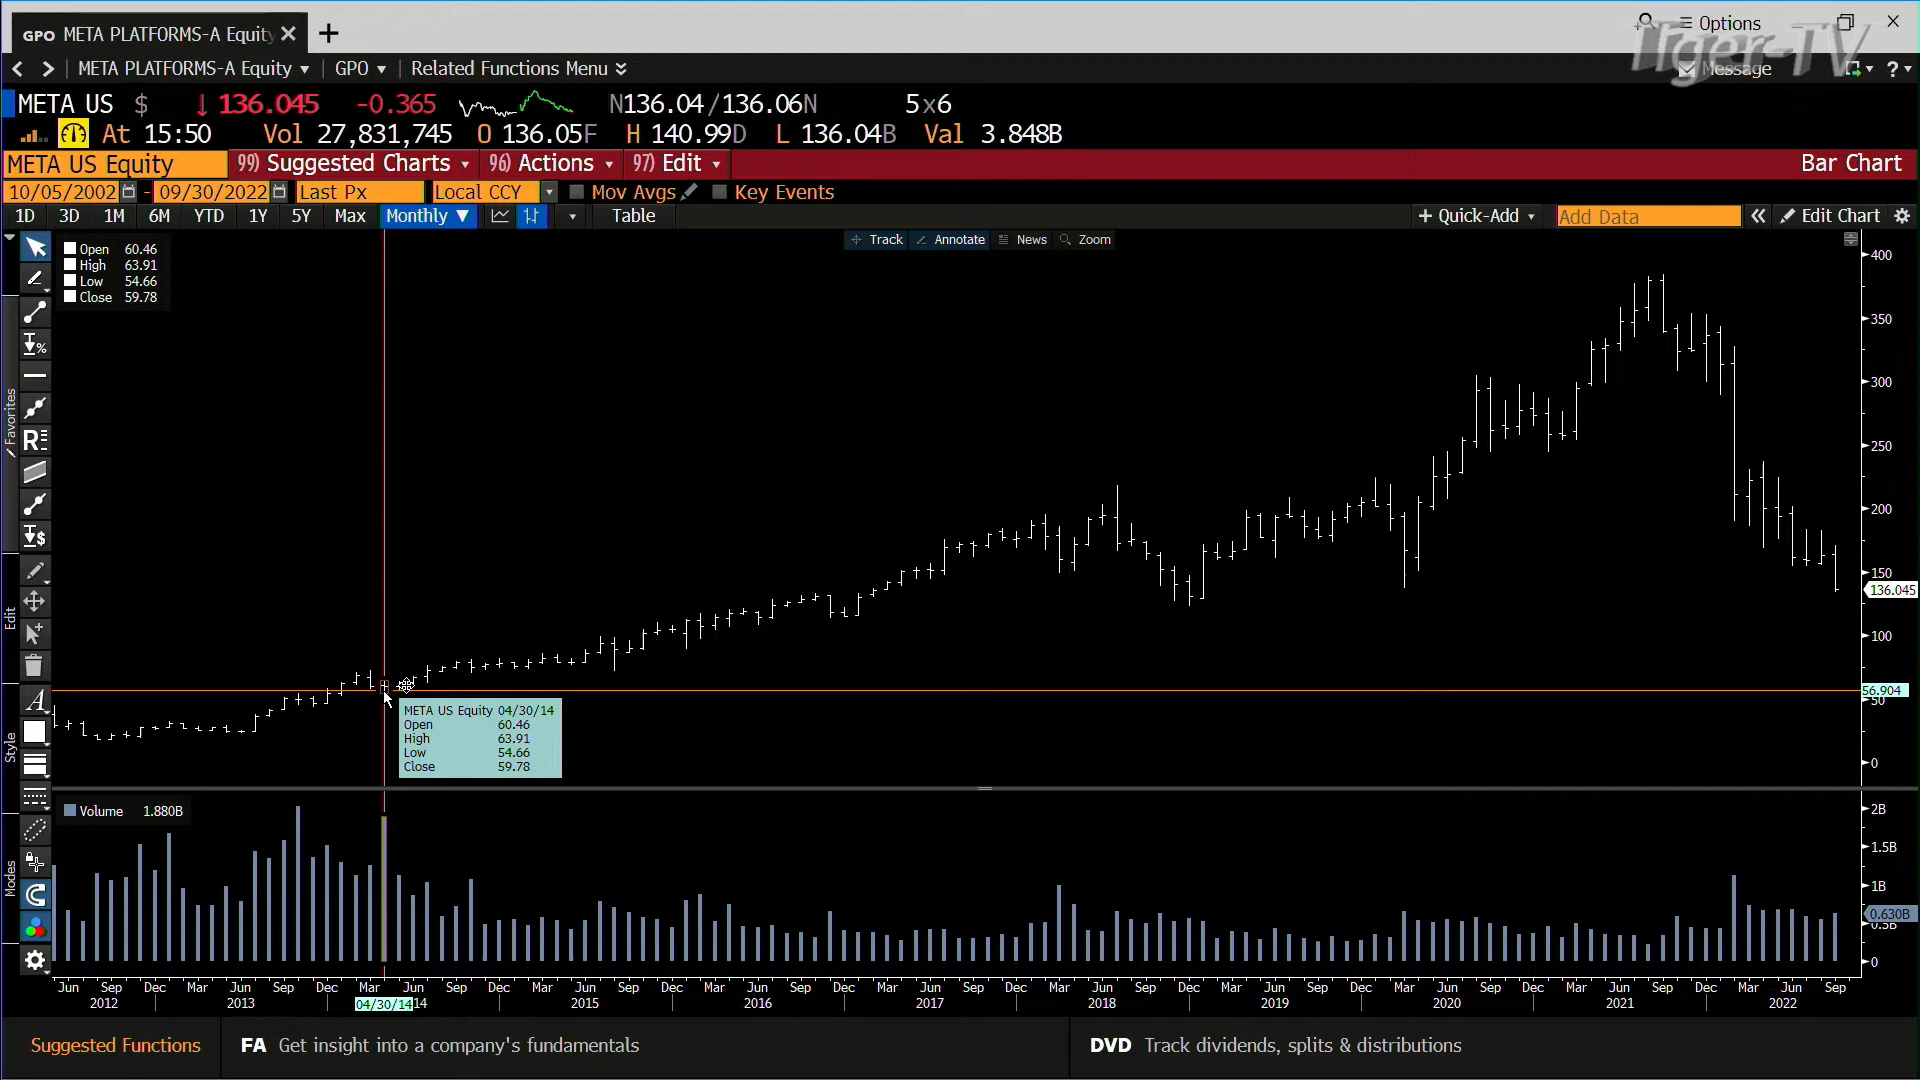 GPO META PLATFORMS-A Equity
Options
Tiger-TV
META PLATFORMS-A Equity GPO Related Functions Menu
Message ?
META US $ ↓ 136.045 -0.365 N136.04/136.06N 5x6
At 15:50 Vol 27,831,745 O 136.05F H 140.99D L 136.04B Val 3.848B
META US Equity 99) Suggested Charts 96) Actions 97) Edit Bar Chart
10/05/2002 - 09/30/2022 Last Px Local CCY Mov Avgs Key Events
1D 3D 1M 6M YTD 1Y 5Y Max Monthly ▼ Table + Quick-Add Add Data « Edit Chart
Track Annotate News Zoom
Open 60.46
High 63.91
Low 54.66
Close 59.78
400
350
300
250
200
150
136.045
100
56.904
50
0
Favorites
Edit
Style
Modes
META US Equity 04/30/14
Open 60.46
High 63.91
Low 54.66
Close 59.78
Volume 1.880B
2B
1.5B
1B
0.630B
0.5B
0
Jun Sep Dec Mar Jun Sep Dec Mar Jun Sep Dec Mar Jun Sep Dec Mar Jun Sep Dec Mar Jun Sep Dec Mar Jun Sep Dec Mar Jun Sep Dec Mar Jun Sep Dec Mar Jun Sep Dec Mar Jun Sep
2012 2013 04/30/14 14 2015 2016 2017 2018 2019 2020 2021 2022
Suggested Functions FA Get insight into a company's fundamentals DVD Track dividends, splits & distributions